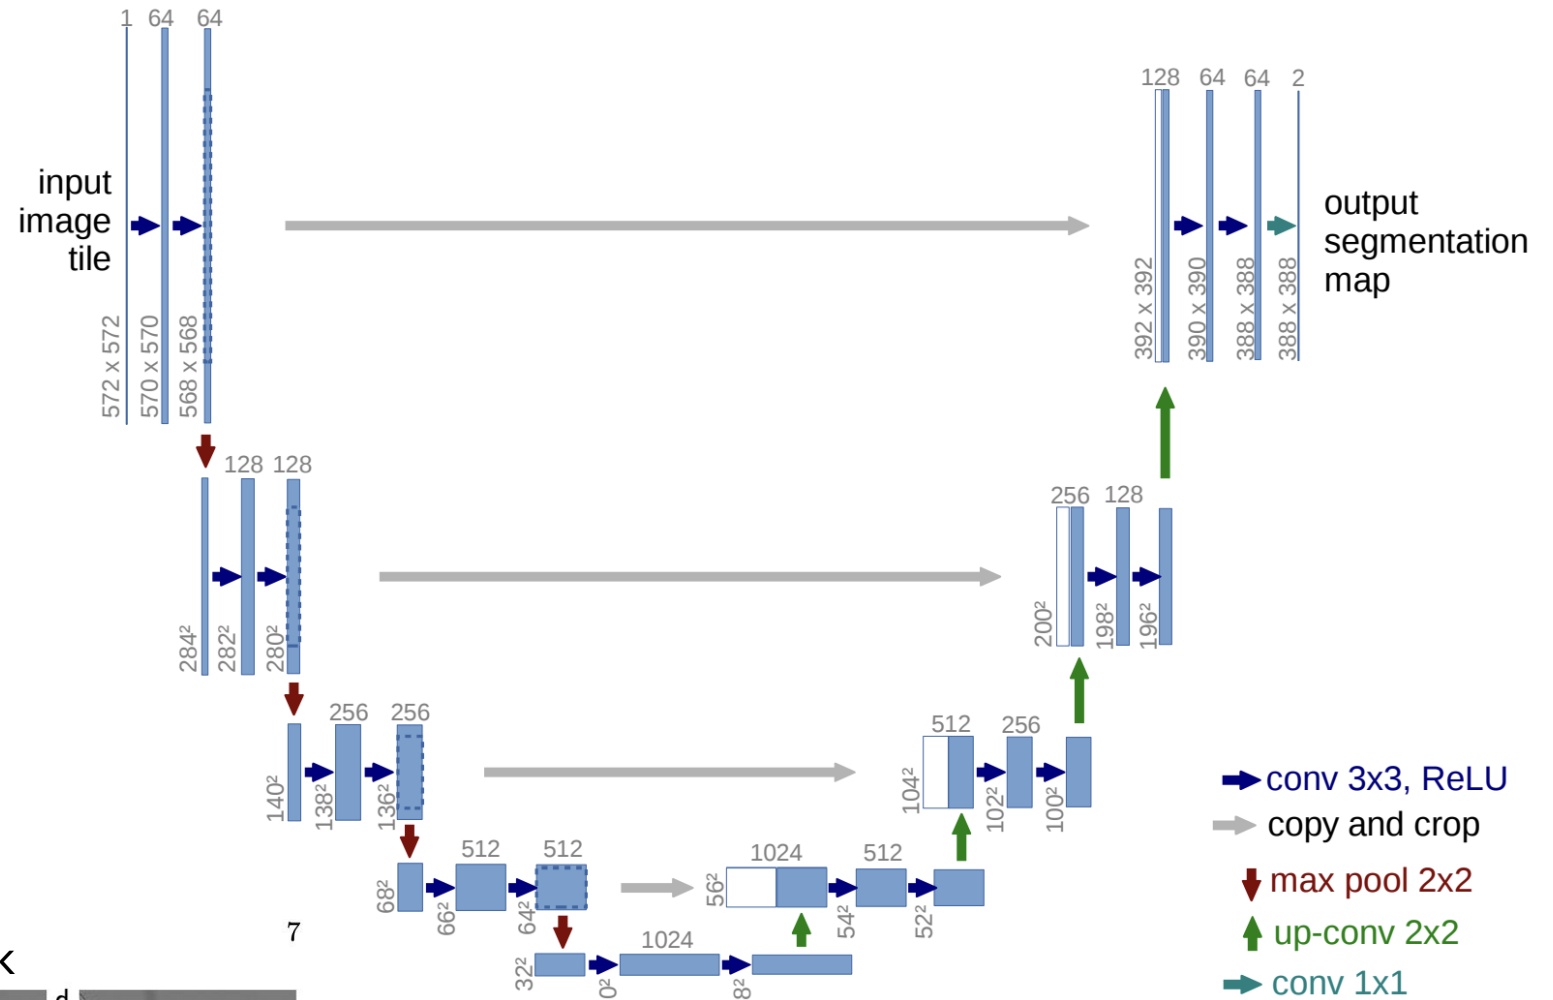 1 64 64
input
image
tile
572 x 572
570 x 570
568 x 568
128 64 64 2
392 x 392
390 x 390
388 x 388
388 x 388
output
segmentation
map
128 128
284²
282²
280²
256 128
200²
198²
196²
256 256
140²
138²
136²
512 256
104²
102²
100²
512 512
68²
66²
64²
1024 512
56²
54²
52²
1024
32²
0²
8²
conv 3x3, ReLU
copy and crop
max pool 2x2
up-conv 2x2
conv 1x1
7
k
d